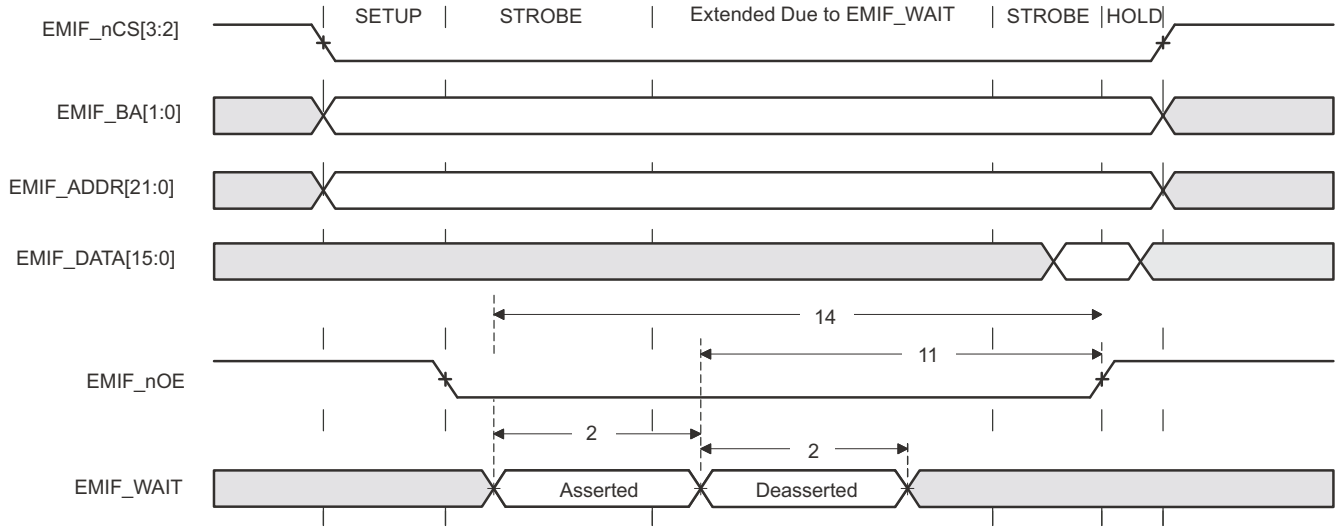 SETUP STROBE Extended Due to EMIF_WAIT STROBE HOLD
EMIF_nCS[3:2]
EMIF_BA[1:0]
EMIF_ADDR[21:0]
EMIF_DATA[15:0]
14
11
EMIF_nOE
2
2
EMIF_WAIT Asserted Deasserted